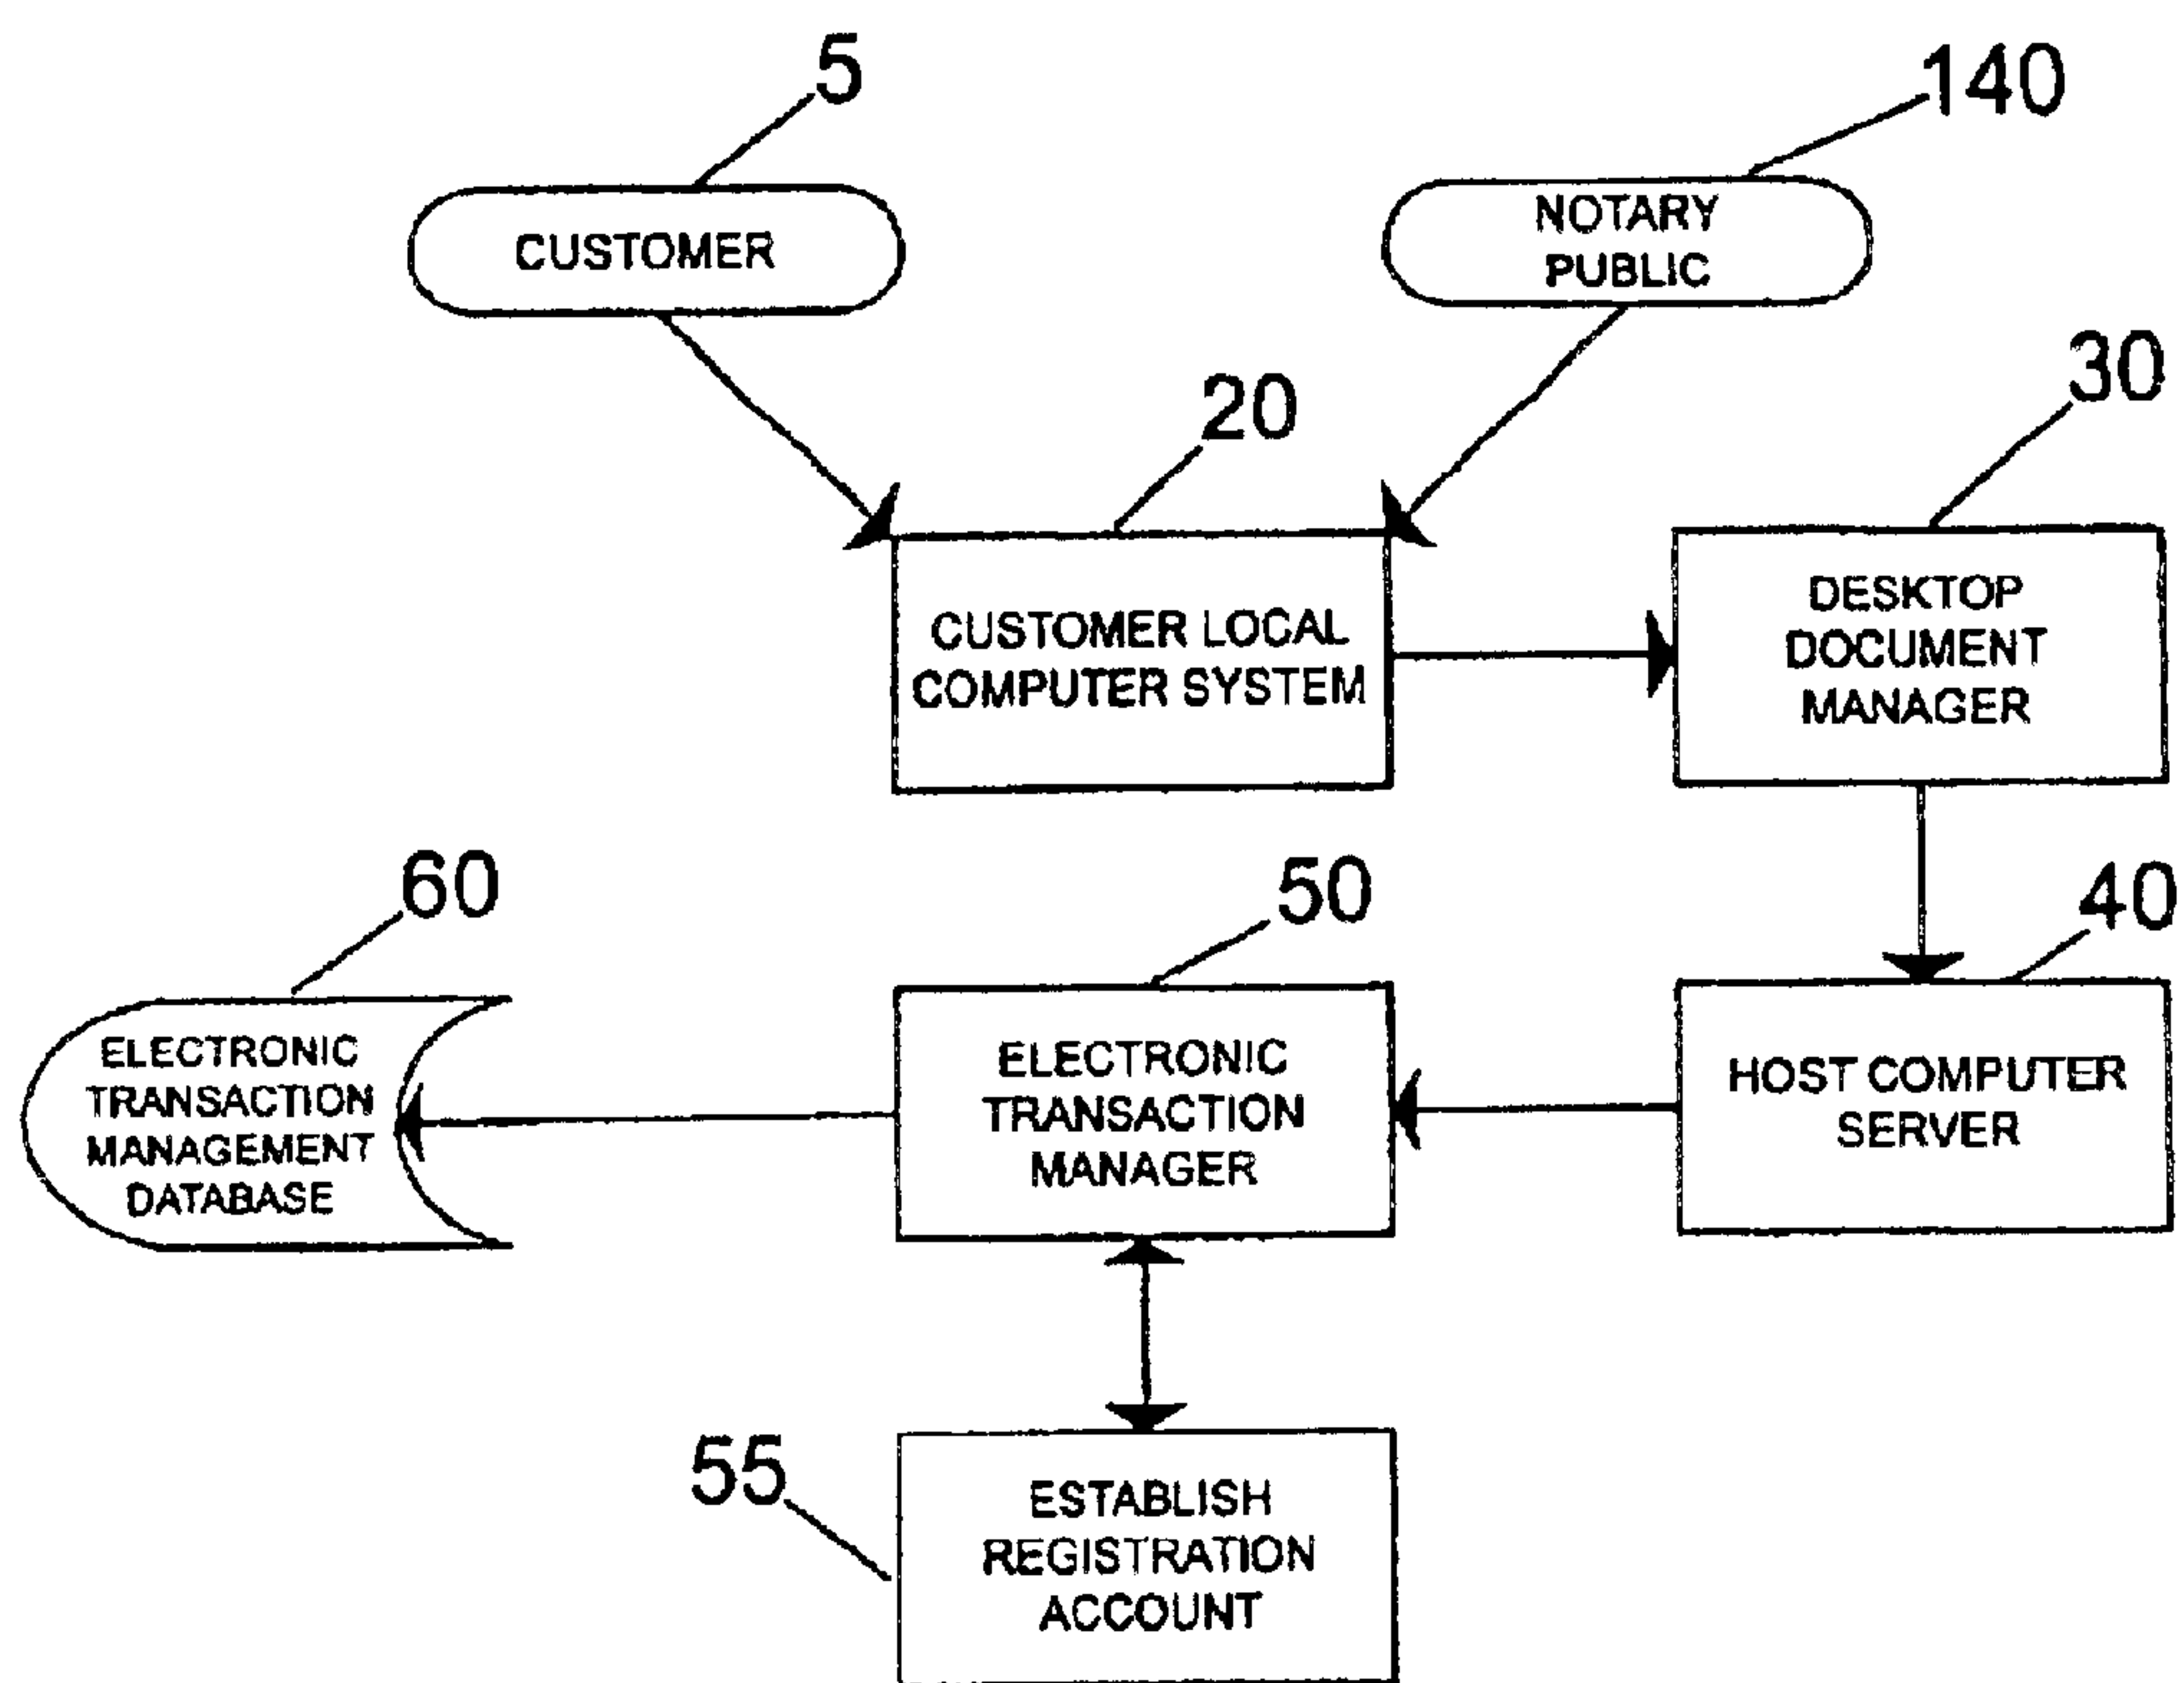 5
140
CUSTOMER
NOTARY
PUBLIC
20
30
CUSTOMER LOCAL
COMPUTER SYSTEM
DESKTOP
DOCUMENT
MANAGER
60
50
40
ELECTRONIC
TRANSACTION
MANAGEMENT
DATABASE
ELECTRONIC
TRANSACTION
MANAGER
HOST COMPUTER
SERVER
55
ESTABLISH
REGISTRATION
ACCOUNT